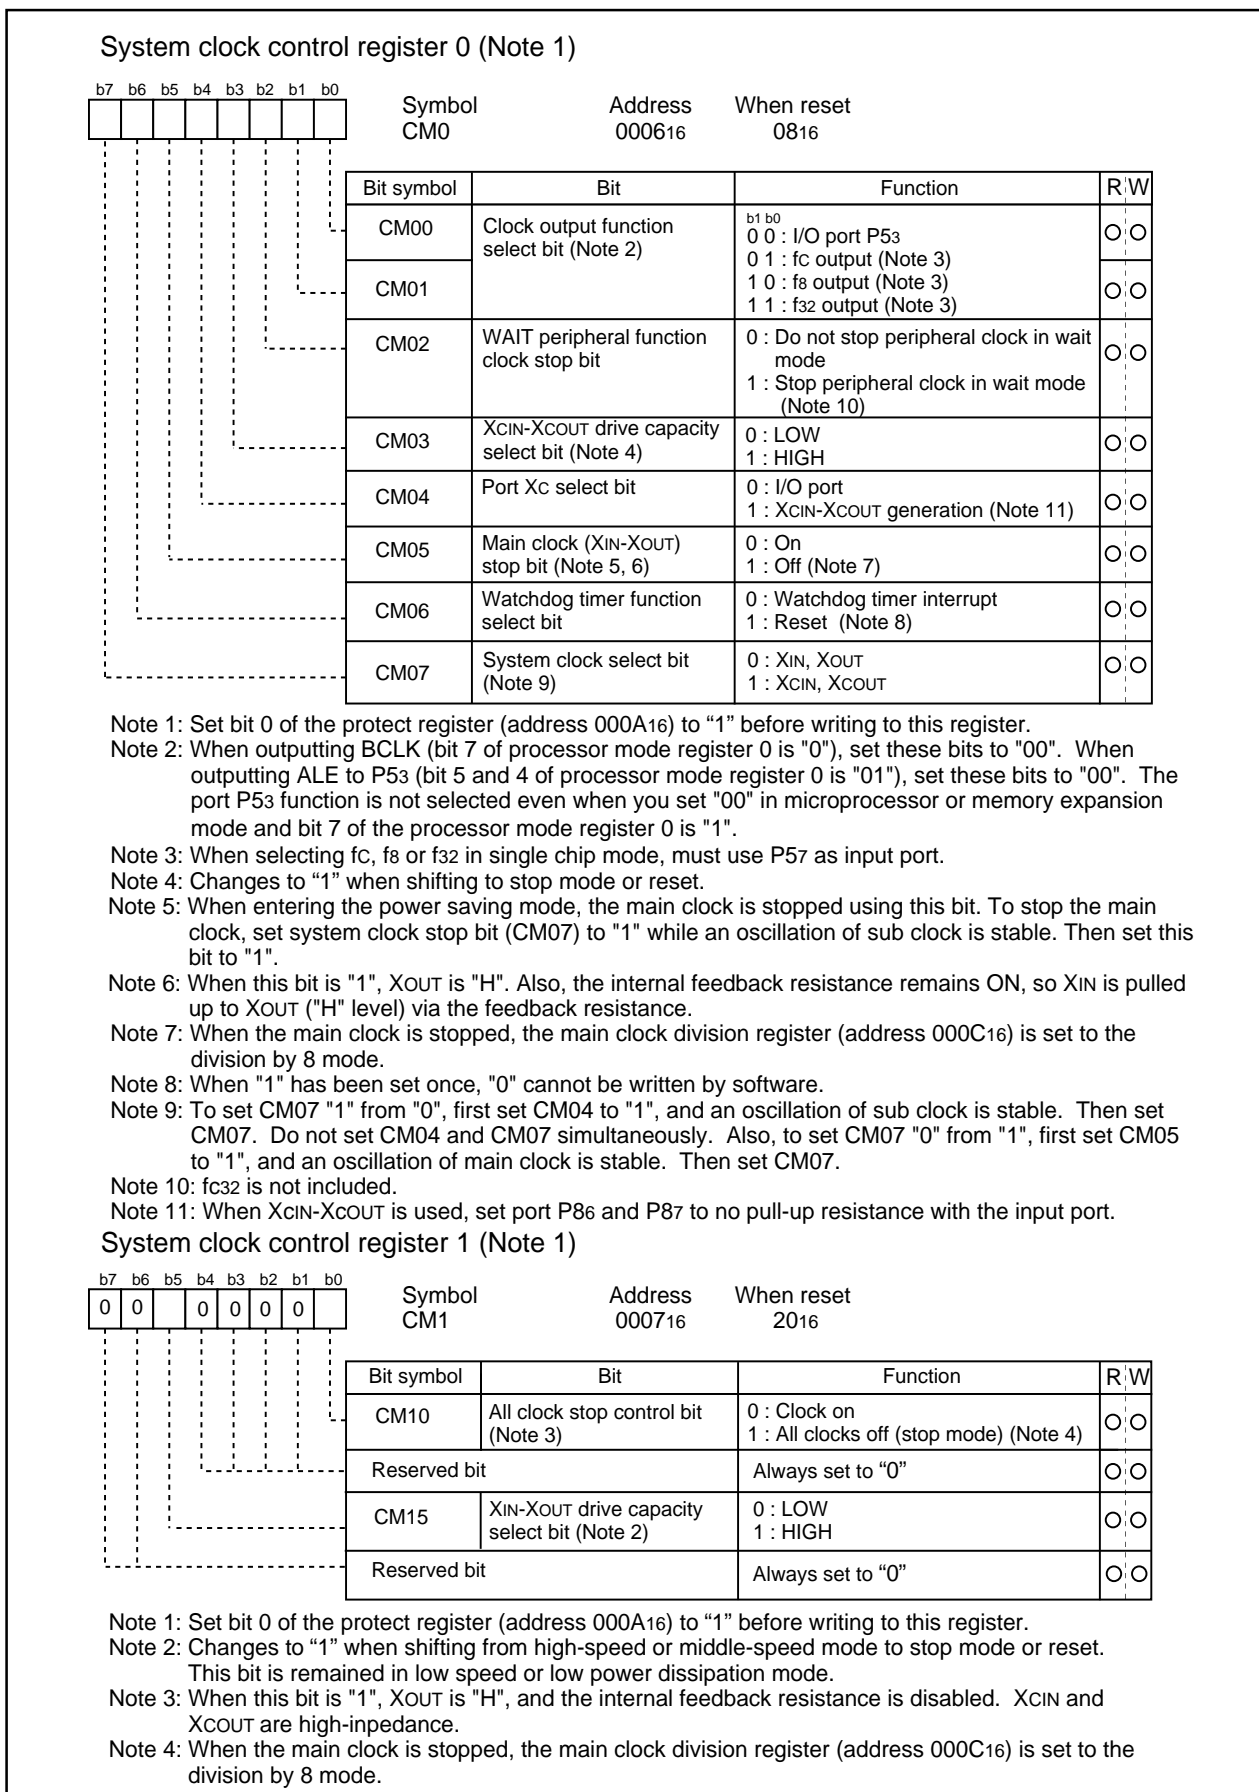 System clock control register 0 (Note 1)
b7 b6 b5 b4 b3 b2 b1 b0
Symbol Address When reset
CM0 000616 0816
Bit symbol Bit Function R W
CM00 Clock output function select bit (Note 2)
b1 b0
0 0 : I/O port P53
0 1 : fC output (Note 3)
1 0 : f8 output (Note 3)
1 1 : f32 output (Note 3)
CM01
CM02 WAIT peripheral function clock stop bit
0 : Do not stop peripheral clock in wait
mode
1 : Stop peripheral clock in wait mode
(Note 10)
CM03 XCIN-XCOUT drive capacity select bit (Note 4)
0 : LOW
1 : HIGH
CM04 Port XC select bit
0 : I/O port
1 : XCIN-XCOUT generation (Note 11)
CM05 Main clock (XIN-XOUT) stop bit (Note 5, 6)
0 : On
1 : Off (Note 7)
CM06 Watchdog timer function select bit
0 : Watchdog timer interrupt
1 : Reset (Note 8)
CM07 System clock select bit (Note 9)
0 : XIN, XOUT
1 : XCIN, XCOUT
Note 1: Set bit 0 of the protect register (address 000A16) to “1” before writing to this register.
Note 2: When outputting BCLK (bit 7 of processor mode register 0 is "0"), set these bits to "00". When
outputting ALE to P53 (bit 5 and 4 of processor mode register 0 is "01"), set these bits to "00". The
port P53 function is not selected even when you set "00" in microprocessor or memory expansion
mode and bit 7 of the processor mode register 0 is "1".
Note 3: When selecting fC, f8 or f32 in single chip mode, must use P57 as input port.
Note 4: Changes to “1” when shifting to stop mode or reset.
Note 5: When entering the power saving mode, the main clock is stopped using this bit. To stop the main
clock, set system clock stop bit (CM07) to "1" while an oscillation of sub clock is stable. Then set this
bit to "1".
Note 6: When this bit is "1", XOUT is "H". Also, the internal feedback resistance remains ON, so XIN is pulled
up to XOUT ("H" level) via the feedback resistance.
Note 7: When the main clock is stopped, the main clock division register (address 000C16) is set to the
division by 8 mode.
Note 8: When "1" has been set once, "0" cannot be written by software.
Note 9: To set CM07 "1" from "0", first set CM04 to "1", and an oscillation of sub clock is stable. Then set
CM07. Do not set CM04 and CM07 simultaneously. Also, to set CM07 "0" from "1", first set CM05
to "1", and an oscillation of main clock is stable. Then set CM07.
Note 10: fc32 is not included.
Note 11: When XCIN-XCOUT is used, set port P86 and P87 to no pull-up resistance with the input port.
System clock control register 1 (Note 1)
b7 b6 b5 b4 b3 b2 b1 b0
0 0 0 0 0 0
Symbol Address When reset
CM1 000716 2016
Bit symbol Bit Function R W
CM10 All clock stop control bit (Note 3)
0 : Clock on
1 : All clocks off (stop mode) (Note 4)
Reserved bit Always set to “0”
CM15 XIN-XOUT drive capacity select bit (Note 2)
0 : LOW
1 : HIGH
Reserved bit Always set to “0”
Note 1: Set bit 0 of the protect register (address 000A16) to “1” before writing to this register.
Note 2: Changes to “1” when shifting from high-speed or middle-speed mode to stop mode or reset.
This bit is remained in low speed or low power dissipation mode.
Note 3: When this bit is "1", XOUT is "H", and the internal feedback resistance is disabled. XCIN and
XCOUT are high-inpedance.
Note 4: When the main clock is stopped, the main clock division register (address 000C16) is set to the
division by 8 mode.